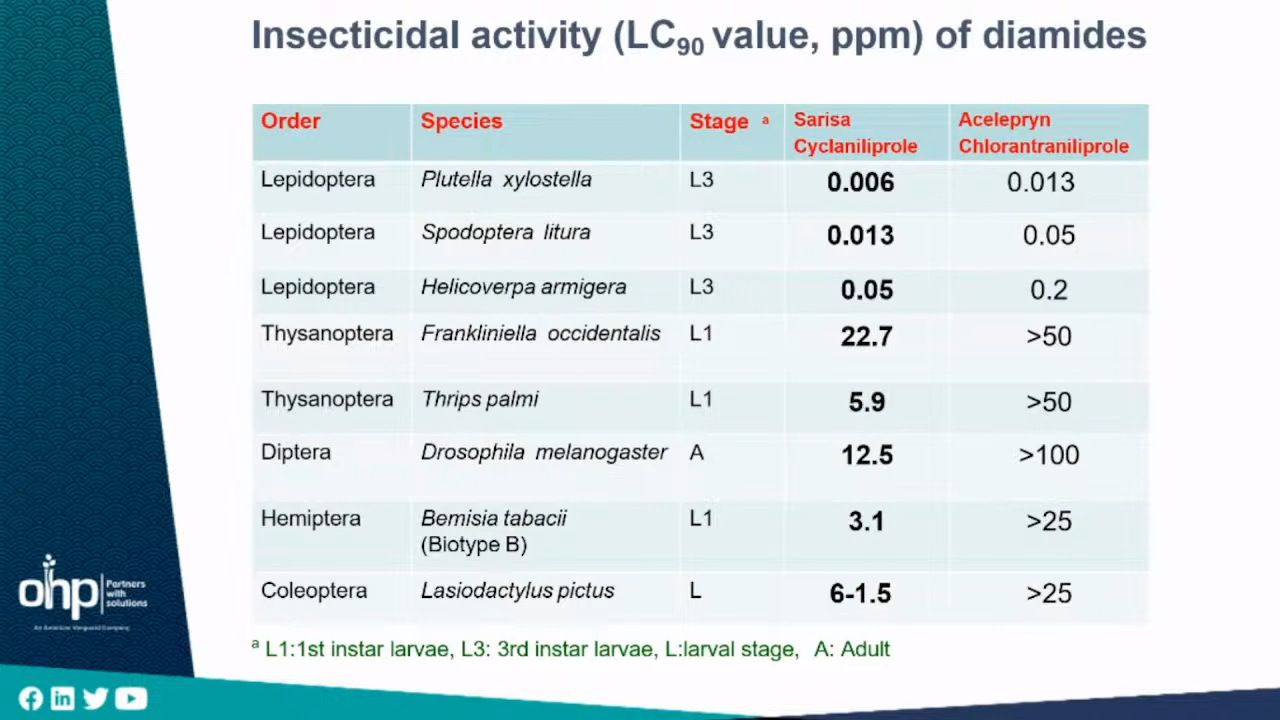 Insecticidal activity (LC90 value, ppm) of diamides
Order Species Stage a Sarisa Cyclaniliprole Acelepryn Chlorantraniliprole
Lepidoptera Plutella xylostella L3 0.006 0.013
Lepidoptera Spodoptera litura L3 0.013 0.05
Lepidoptera Helicoverpa armigera L3 0.05 0.2
Thysanoptera Frankliniella occidentalis L1 22.7 >50
Thysanoptera Thrips palmi L1 5.9 >50
Diptera Drosophila melanogaster A 12.5 >100
Hemiptera Bemisia tabacii (Biotype B) L1 3.1 >25
Coleoptera Lasiodactylus pictus L 6-1.5 >25
a L1:1st instar larvae, L3: 3rd instar larvae, L:larval stage, A: Adult
ohp
Partners
with
solutions
An American Vanguard Company